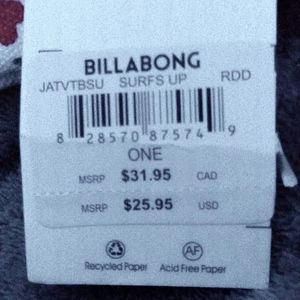 BILLABONG
JATVTBSU SURFS UP RDD
8 28570 87574 9
ONE
MSRP $31.95 CAD
MSRP $25.95 USD
AF
Recycled Paper Acid Free Paper